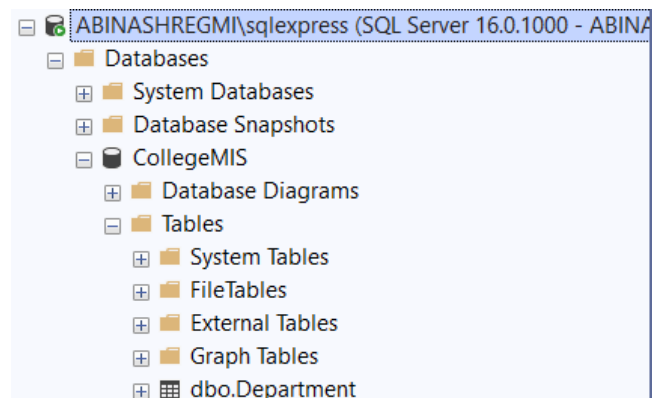 ABINASHREGMI\sqlexpress (SQL Server 16.0.1000 - ABINA
Databases
System Databases
Database Snapshots
CollegeMIS
Database Diagrams
Tables
System Tables
FileTables
External Tables
Graph Tables
dbo.Department